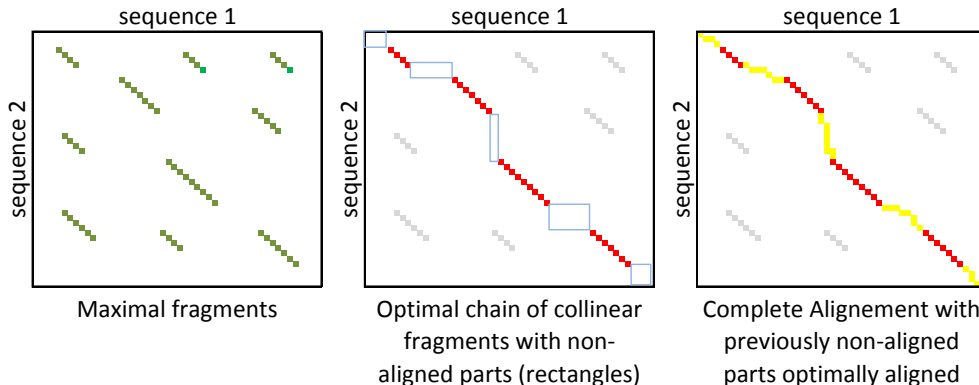 sequence 1
sequence 1
sequence 1
sequence 2
sequence 2
sequence 2
Maximal fragments
Optimal chain of collinear
fragments with non-
aligned parts (rectangles)
Complete Alignement with
previously non-aligned
parts optimally aligned